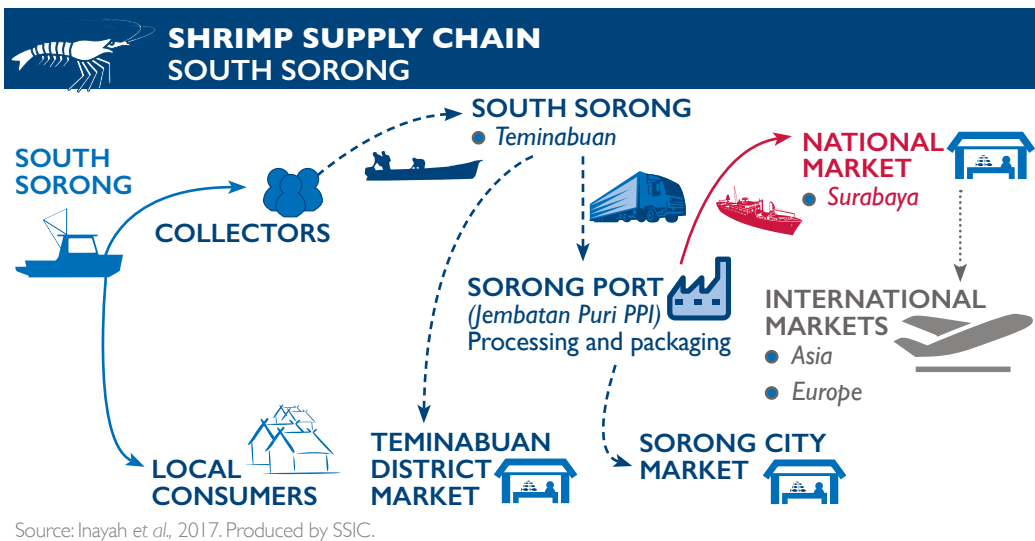 SHRIMP SUPPLY CHAIN
SOUTH SORONG
SOUTH
SORONG
COLLECTORS
SOUTH SORONG
Teminabuan
NATIONAL
MARKET
Surabaya
SORONG PORT
(Jembatan Puri PPI)
Processing and packaging
INTERNATIONAL
MARKETS
Asia
Europe
LOCAL
CONSUMERS
TEMINABUAN
DISTRICT
MARKET
SORONG CITY
MARKET
Source: Inayah et al., 2017. Produced by SSIC.